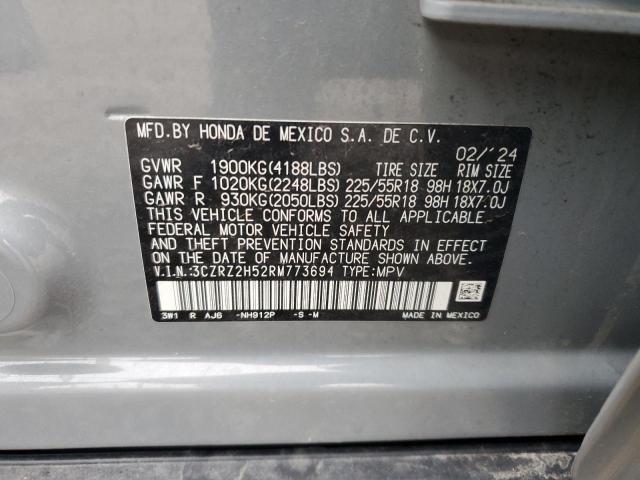 MFD.BY HONDA DE MEXICO S.A. DE C.V.
02/'24
GVWR 1900KG(4188LBS) TIRE SIZE RIM SIZE
GAWR F 1020KG(2248LBS) 225/55R18 98H 18X7.0J
GAWR R 930KG(2050LBS) 225/55R18 98H 18X7.0J
THIS VEHICLE CONFORMS TO ALL APPLICABLE
FEDERAL MOTOR VEHICLE SAFETY
AND THEFT PREVENTION STANDARDS IN EFFECT
ON THE DATE OF MANUFACTURE SHOWN ABOVE.
V.I.N.:3CZRZ2H52RM773694 TYPE:MPV
3W1 R AJ6 -NH912P -S -M MADE IN MEXICO